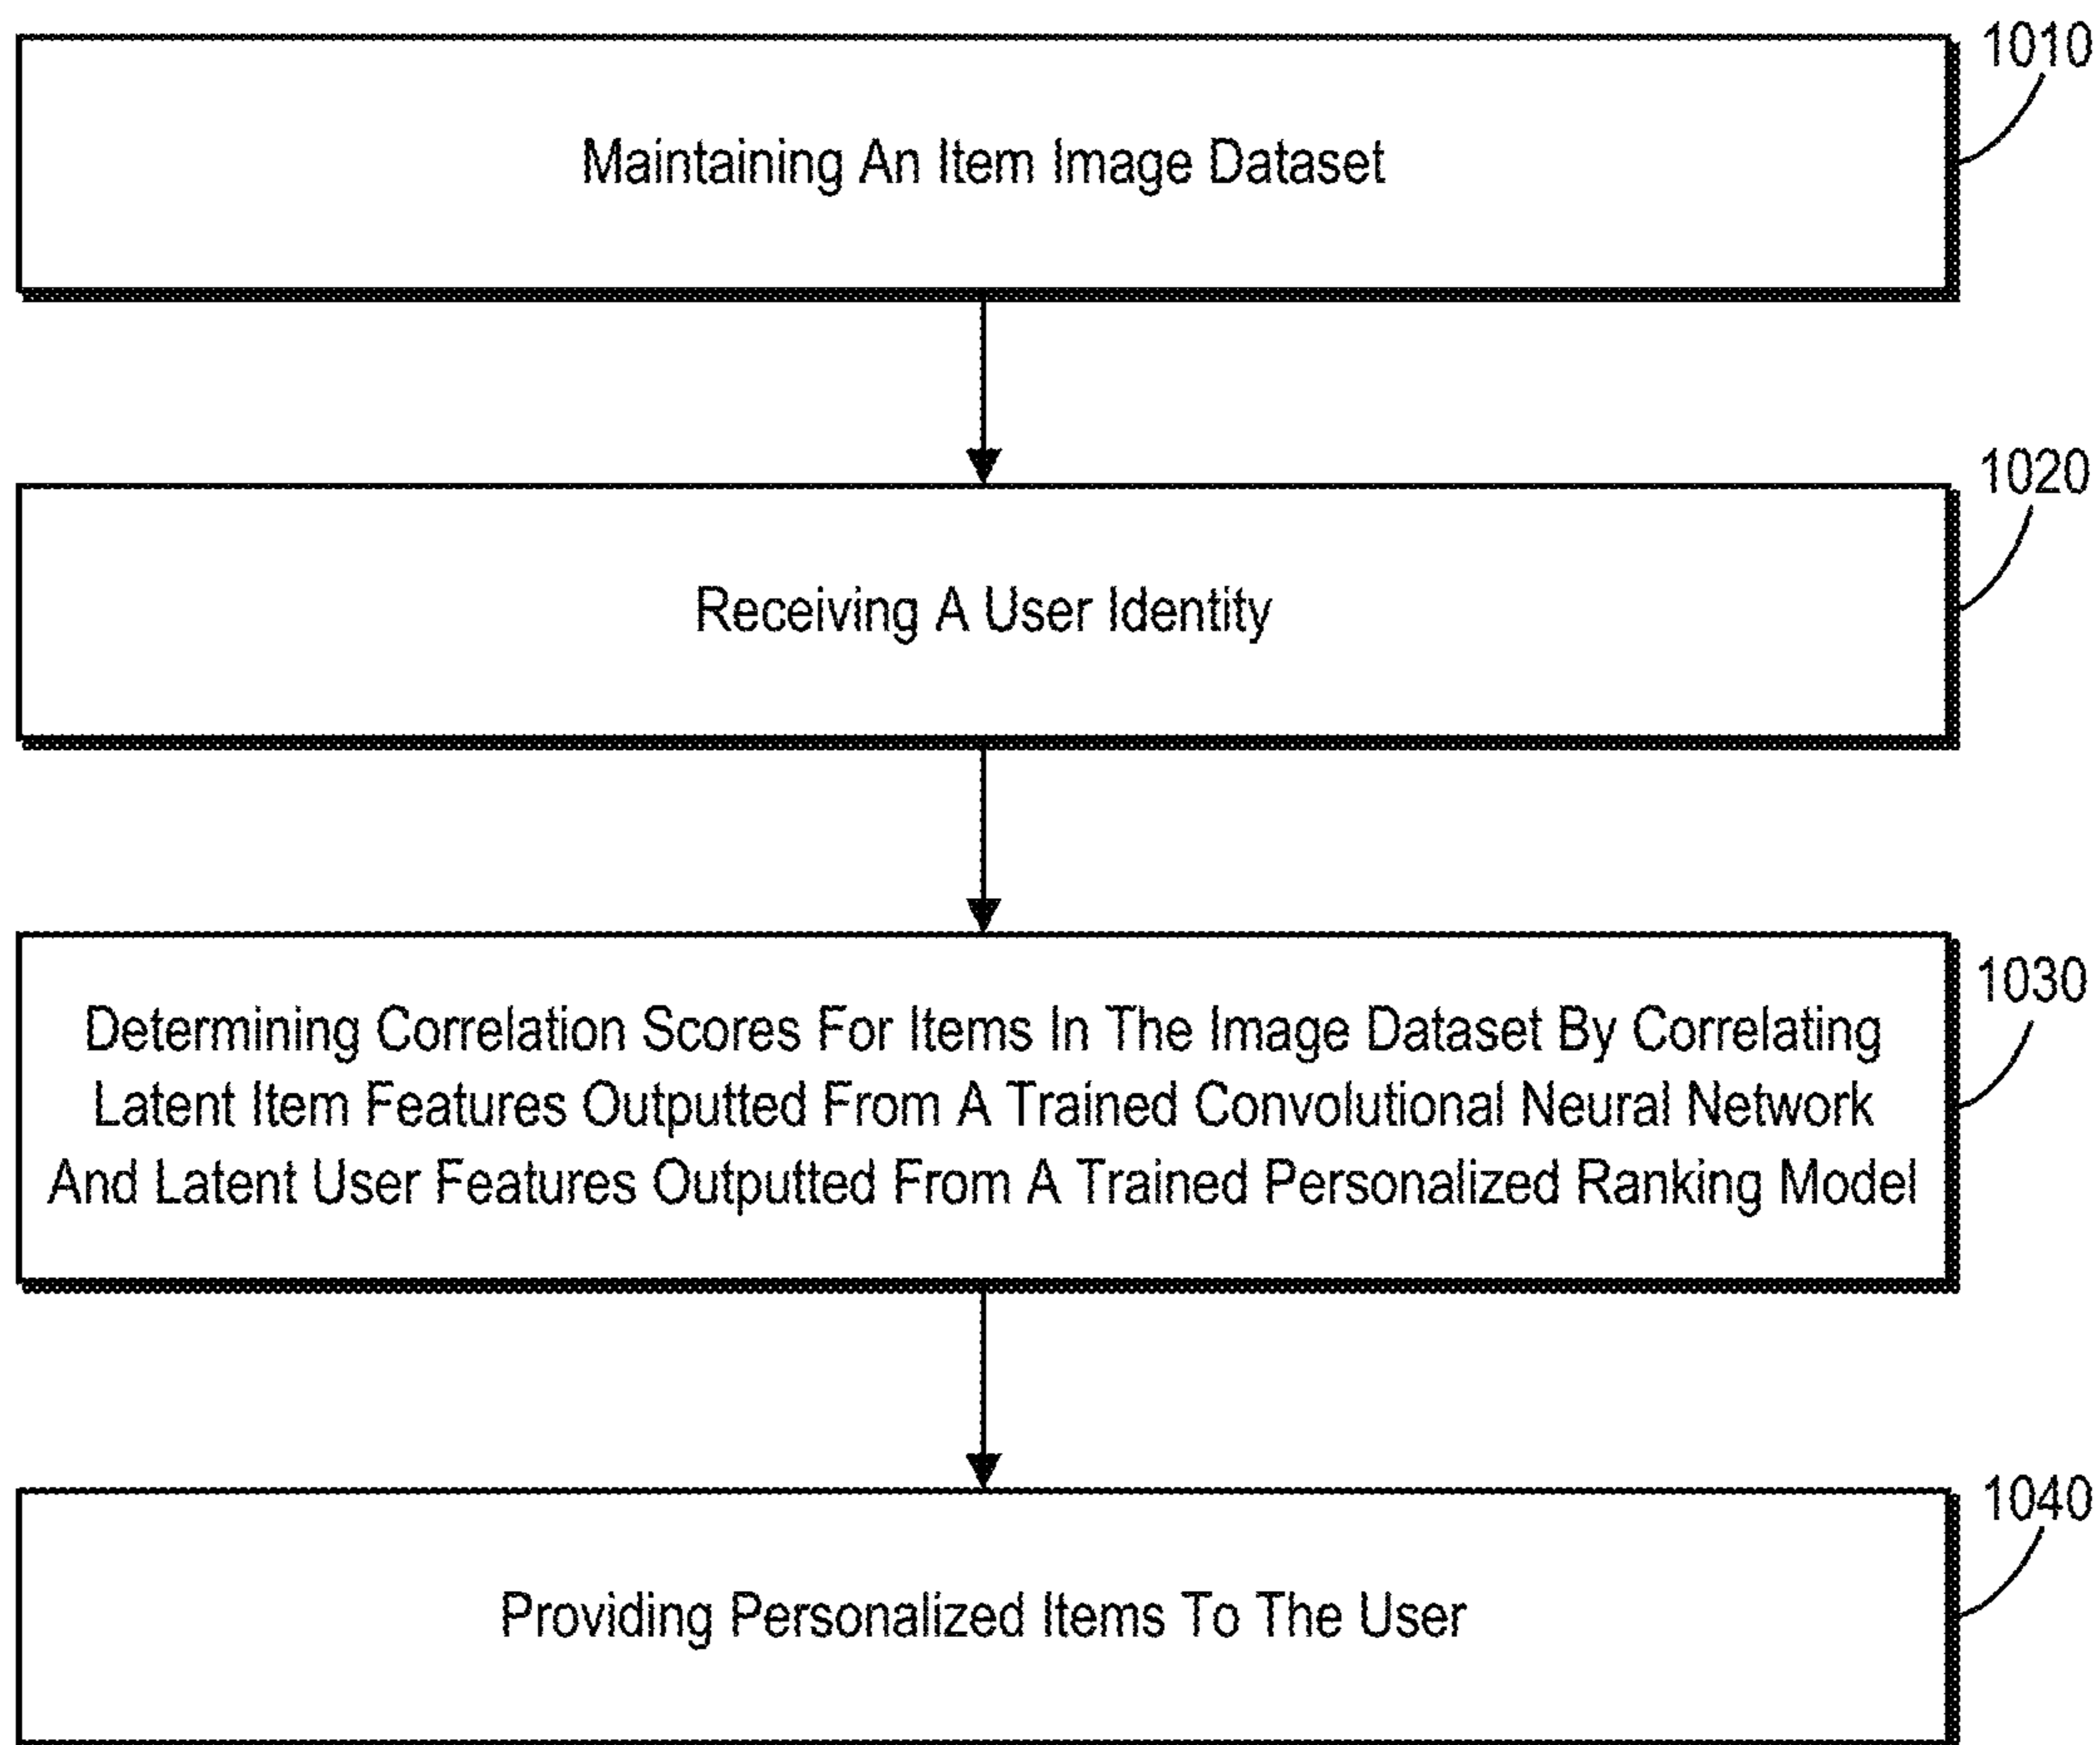 1010
Maintaining An Item Image Dataset
1020
Receiving A User Identity
1030
Determining Correlation Scores For Items In The Image Dataset By Correlating
Latent Item Features Outputted From A Trained Convolutional Neural Network
And Latent User Features Outputted From A Trained Personalized Ranking Model
1040
Providing Personalized Items To The User